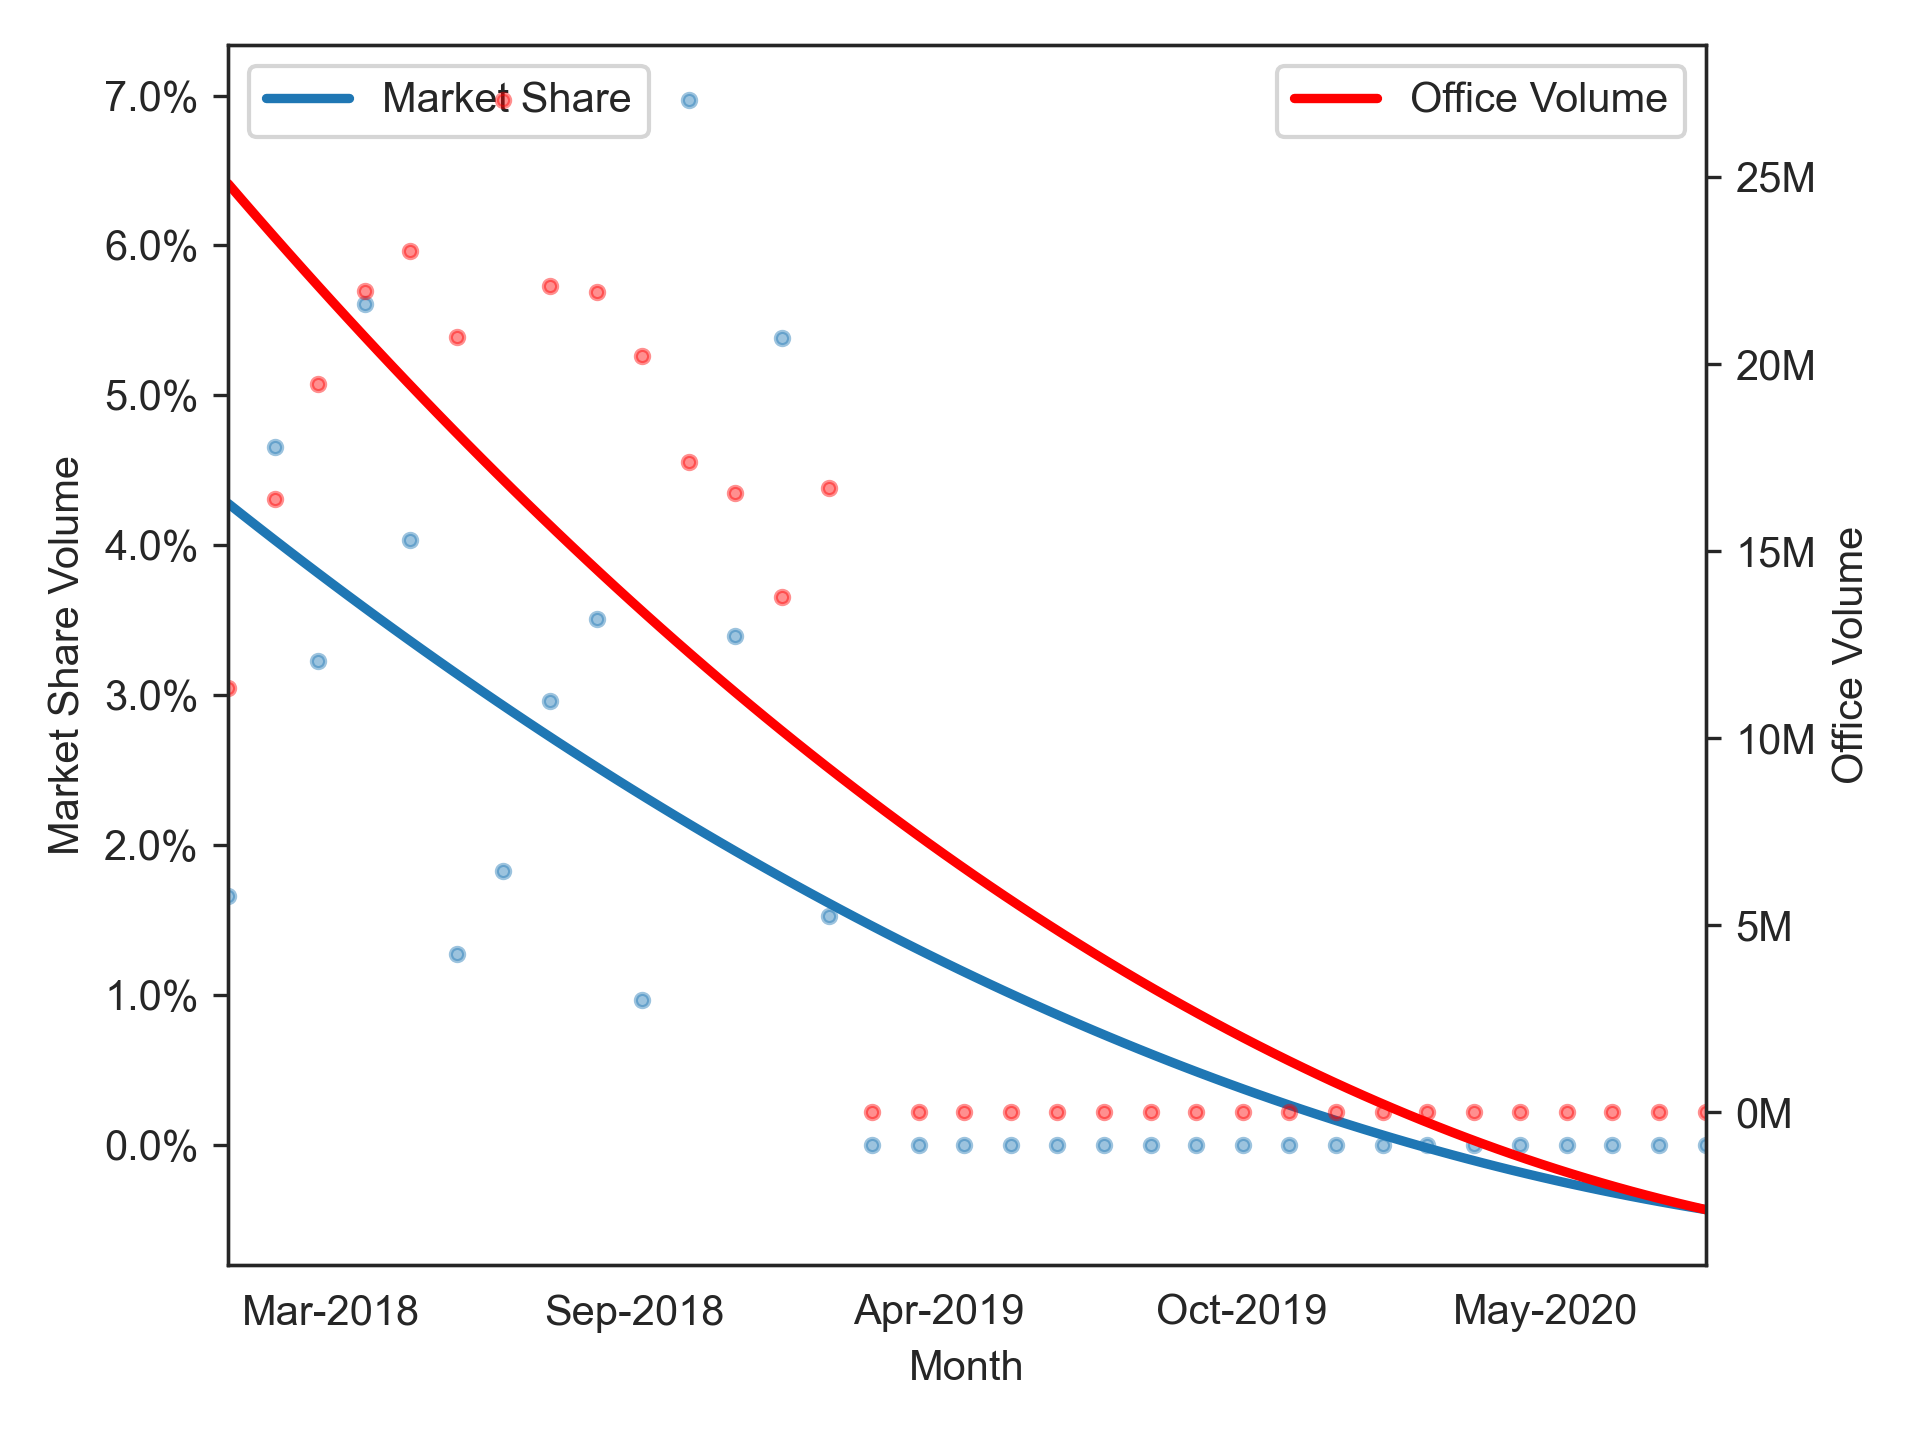 Market Share
Office Volume
7.0%
6.0%
5.0%
4.0%
3.0%
2.0%
1.0%
0.0%
Market Share Volume
25M
20M
15M
10M
5M
0M
Office Volume
Mar-2018
Sep-2018
Apr-2019
Oct-2019
May-2020
Month